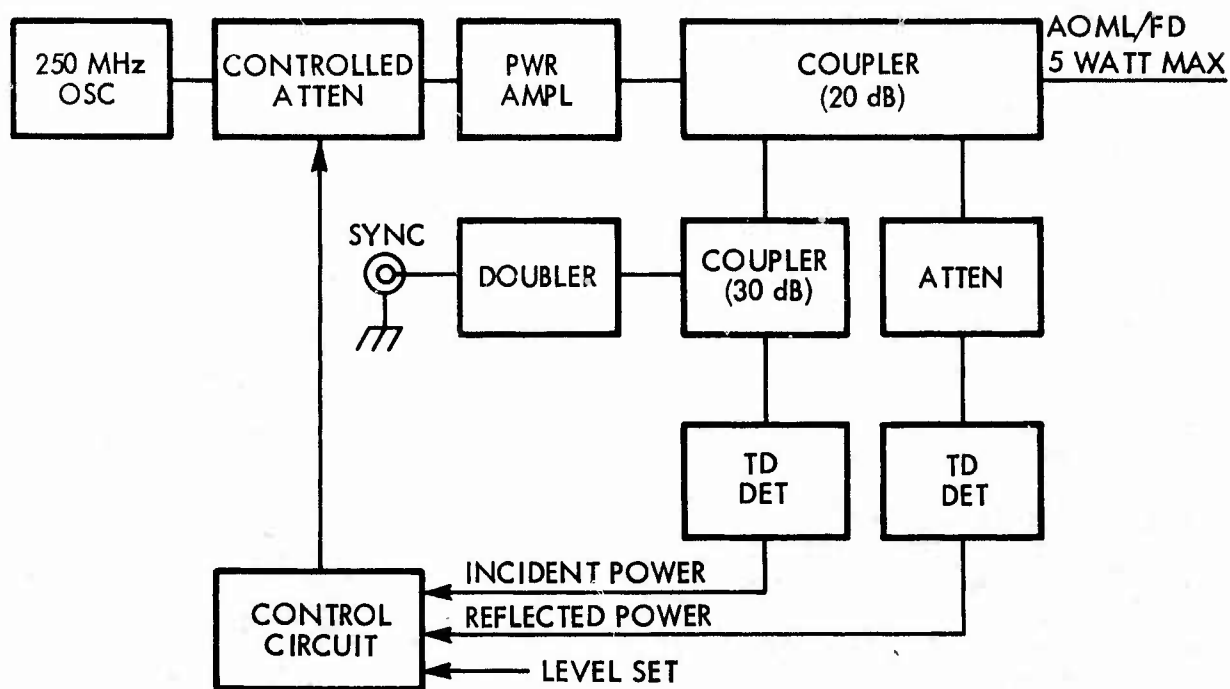 250 MHz
OSC
CONTROLLED
ATTEN
PWR
AMPL
COUPLER
(20 dB)
AOML/FD
5 WATT MAX
SYNC
DOUBLER
COUPLER
(30 dB)
ATTEN
TD
DET
TD
DET
CONTROL
CIRCUIT
INCIDENT POWER
REFLECTED POWER
LEVEL SET